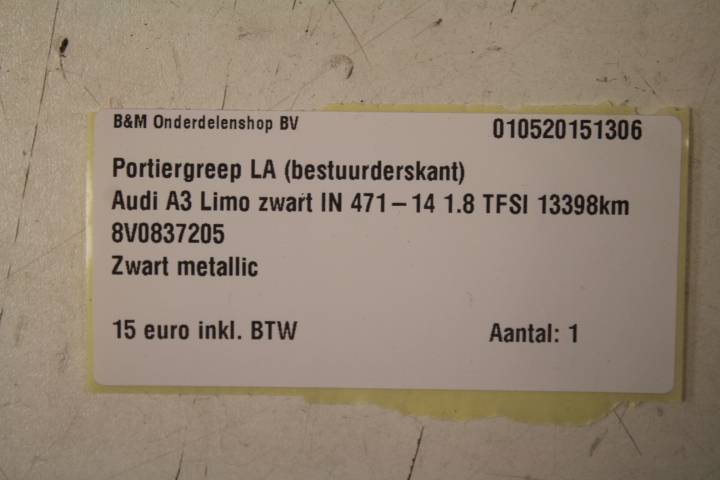 B&M Onderdelenshop BV 010520151306
Portiergreep LA (bestuurderskant)
Audi A3 Limo zwart IN 471-14 1.8 TFSI 13398km
8V0837205
Zwart metallic
15 euro inkl. BTW Aantal: 1